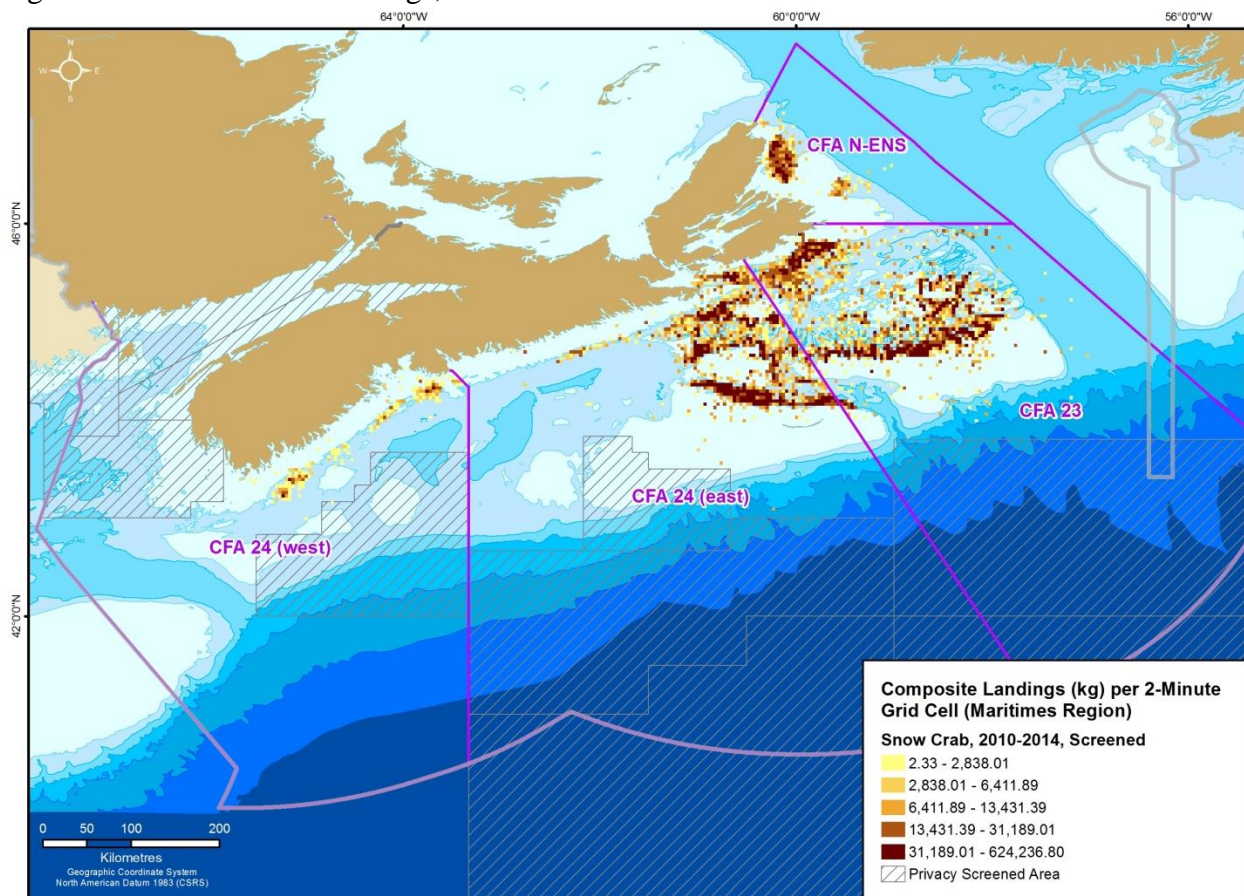 64°0'0"W
60°0'0"W
56°0'0"W
N
W E
S
CFA N-ENS
46°0'0"N
CFA 23
CFA 24 (east)
CFA 24 (west)
42°0'0"N
Composite Landings (kg) per 2-Minute
Grid Cell (Maritimes Region)
Snow Crab, 2010-2014, Screened
2.33 - 2,838.01
2,838.01 - 6,411.89
6,411.89 - 13,431.39
13,431.39 - 31,189.01
31,189.01 - 624,236.80
Privacy Screened Area
0 50 100 200
Kilometres
Geographic Coordinate System
North American Datum 1983 (CSRS)